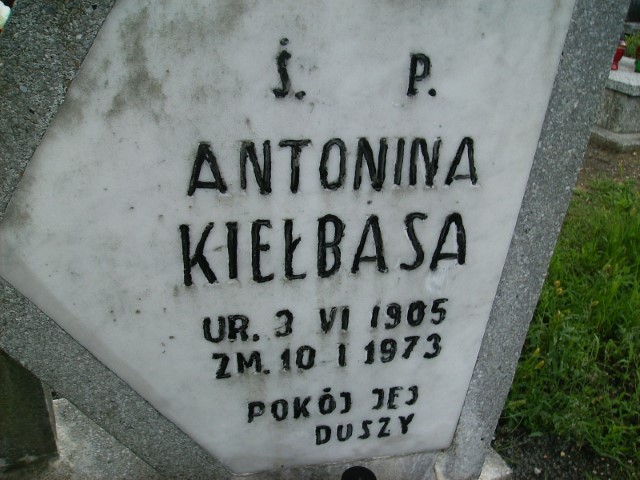 Ś. P.
ANTONINA
KIEŁBASA
UR. 3 VI 1905
ZM. 10 I 1973
POKÓJ JEJ
DUSZY